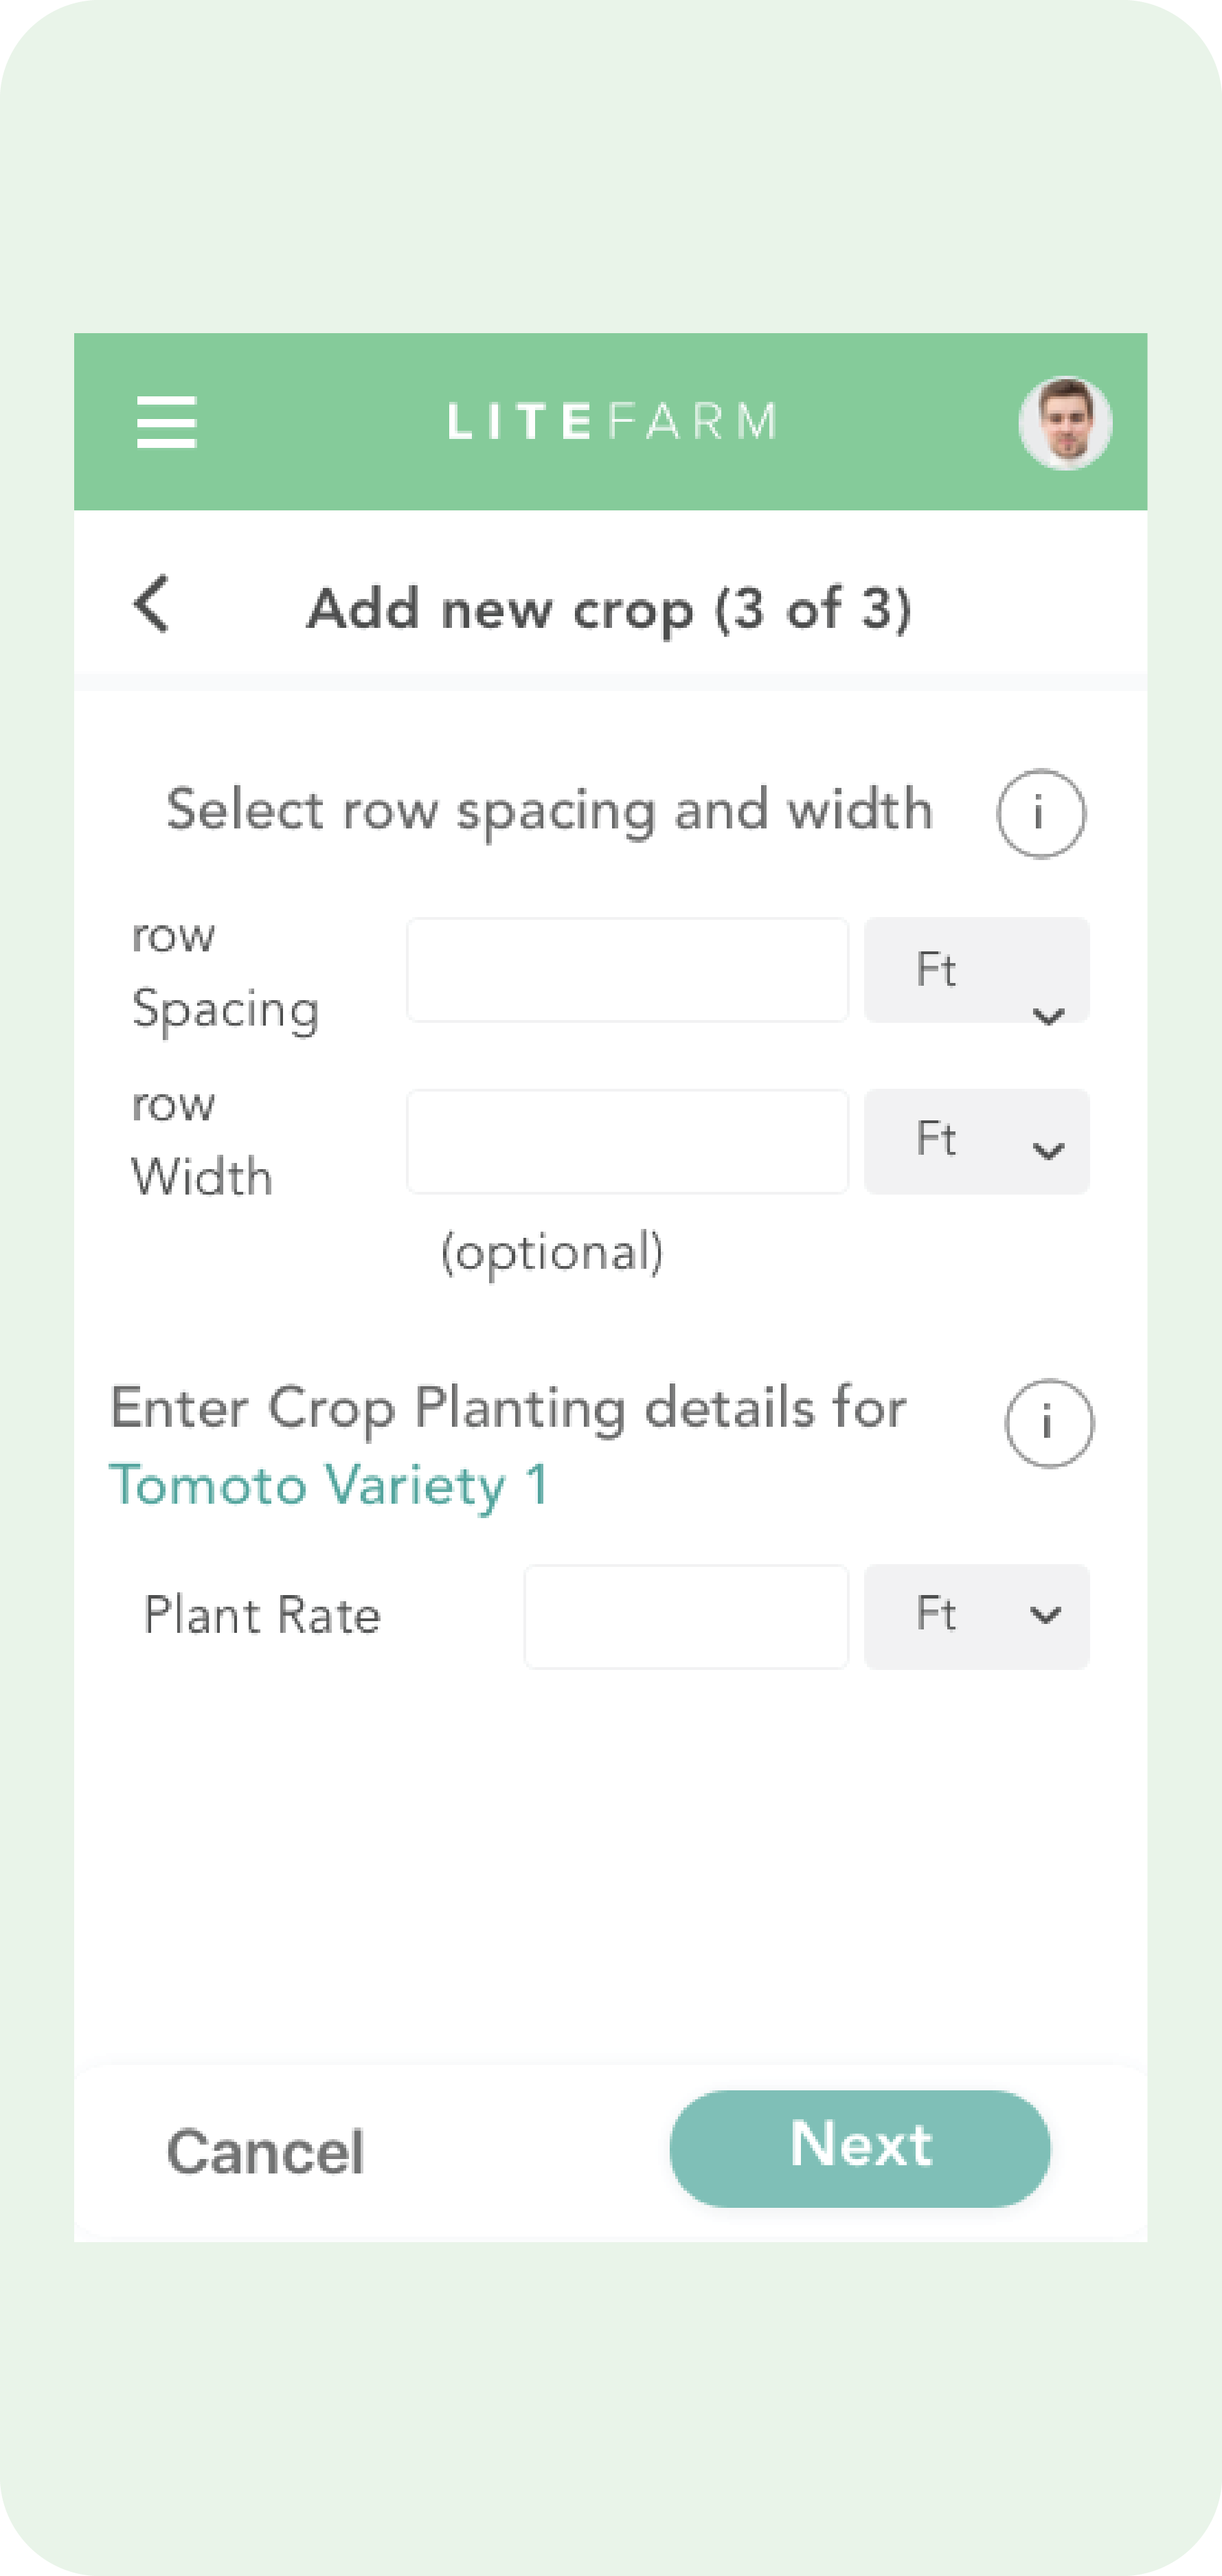 LITEFARM
Add new crop (3 of 3)
Select row spacing and width
i
row
Spacing
Ft
row
Width
Ft
(optional)
Enter Crop Planting details for
i
Tomoto Variety 1
Plant Rate
Ft
Cancel
Next